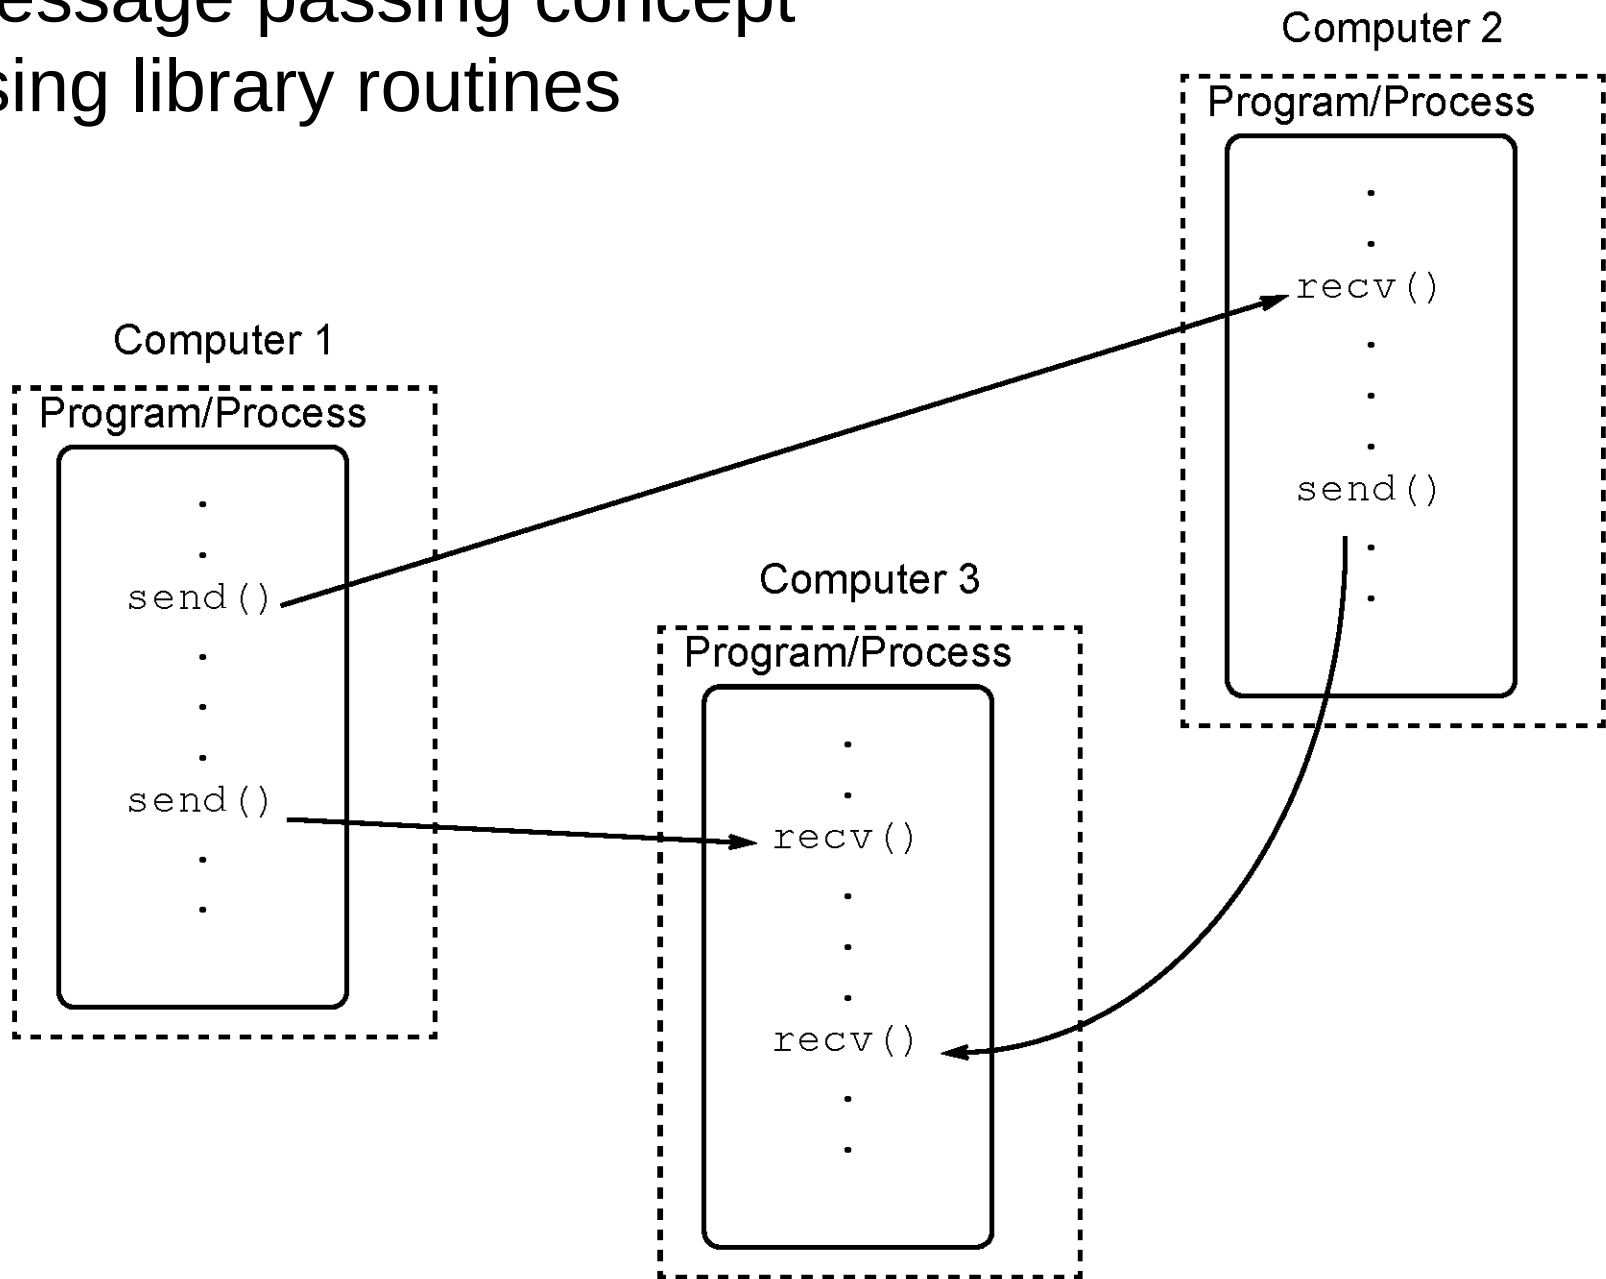 essage passing concept
sing library routines
Computer 2
Program/Process
.
.
recv()
.
.
.
send()
.
.
Computer 1
Program/Process
.
.
send()
.
.
.
send()
.
.
Computer 3
Program/Process
.
.
recv()
.
.
.
recv()
.
.